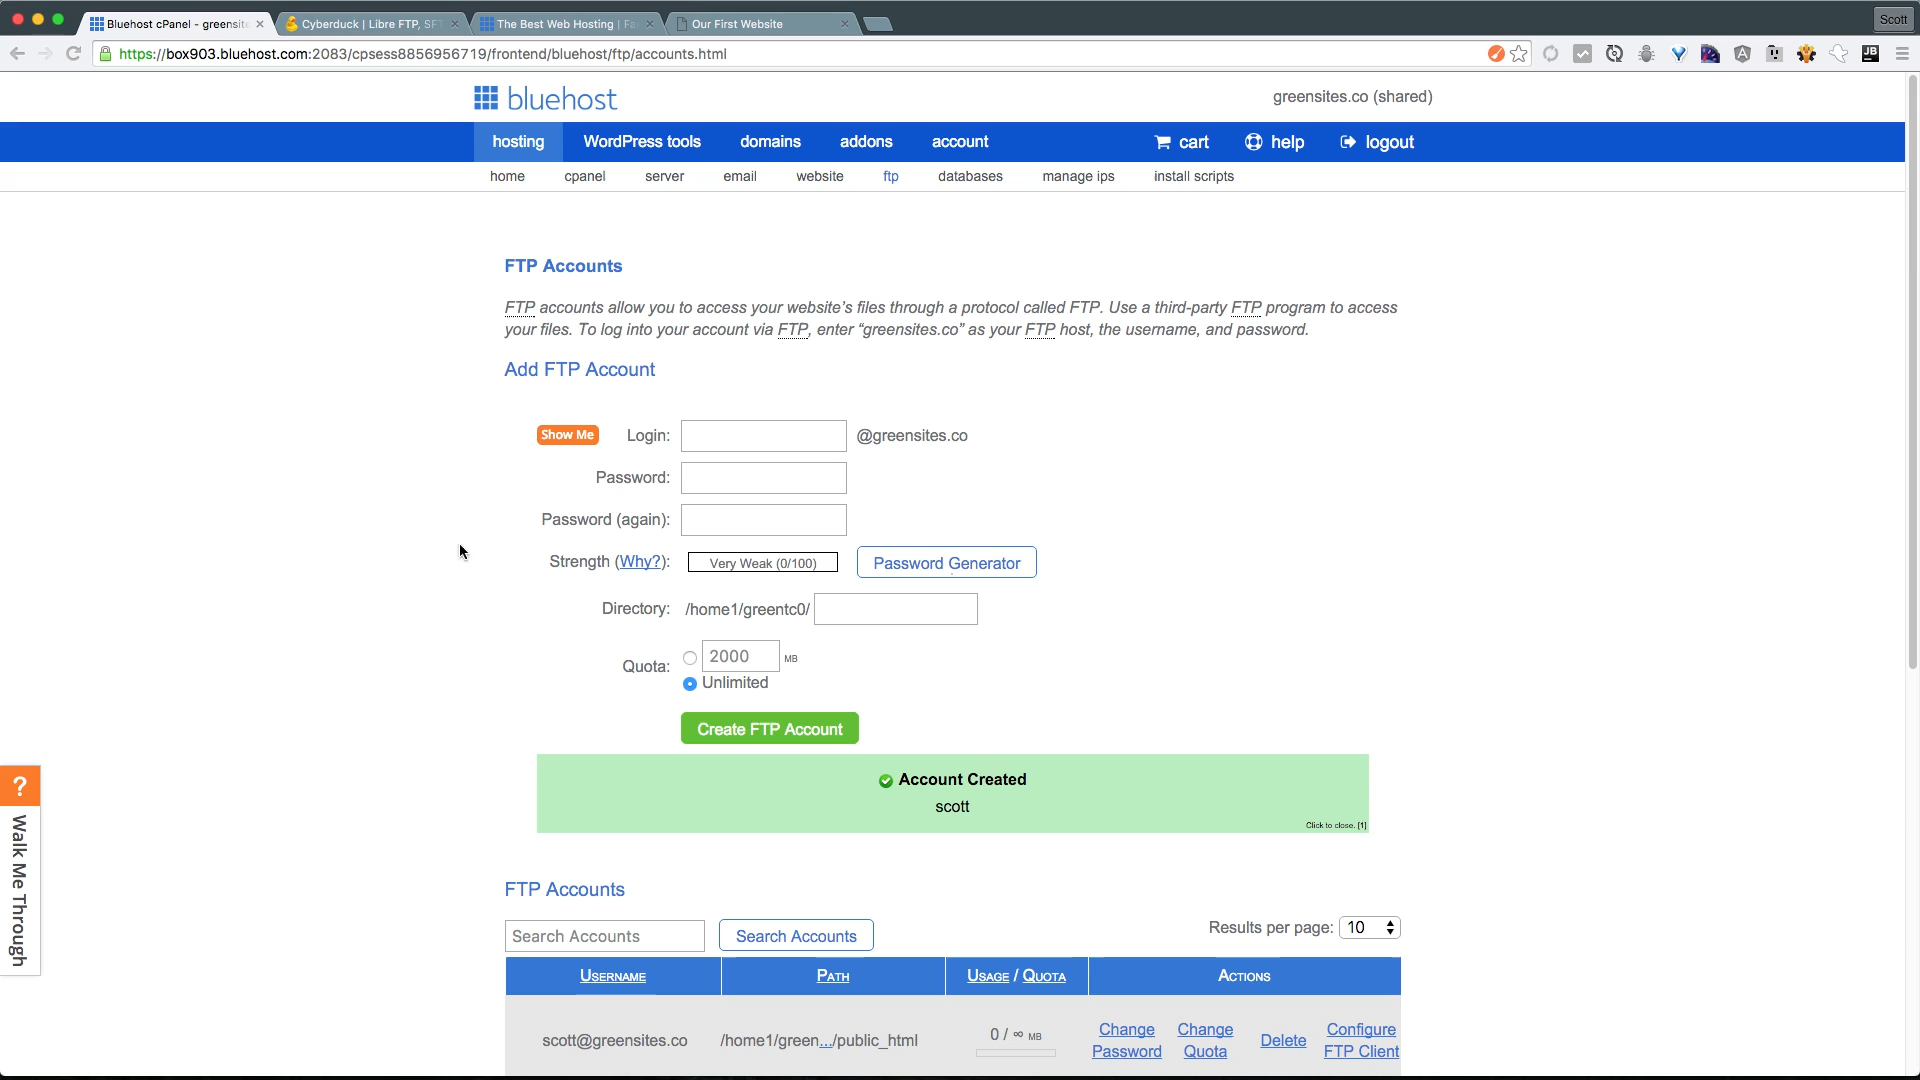 Bluehost cPanel - greensite
Cyberduck | Libre FTP, SFT
The Best Web Hosting | Fa
Our First Website
Scott
https://box903.bluehost.com:2083/cpsess8856956719/frontend/bluehost/ftp/accounts.html
JB
bluehost
greensites.co (shared)
hosting WordPress tools domains addons account cart help logout
home cpanel server email website ftp databases manage ips install scripts
FTP Accounts
FTP accounts allow you to access your website's files through a protocol called FTP. Use a third-party FTP program to access
your files. To log into your account via FTP, enter “greensites.co” as your FTP host, the username, and password.
Add FTP Account
Show Me Login: @greensites.co
Password:
Password (again):
Strength (Why?): Very Weak (0/100) Password Generator
Directory: /home1/greentc0/
Quota: 2000 MB
Unlimited
Create FTP Account
Account Created
scott
Click to close. [1]
? Walk Me Through
FTP Accounts
Search Accounts Search Accounts Results per page: 10
USERNAME PATH USAGE / QUOTA ACTIONS
scott@greensites.co /home1/green.../public_html 0 / ∞ MB Change Password Change Quota Delete Configure FTP Client